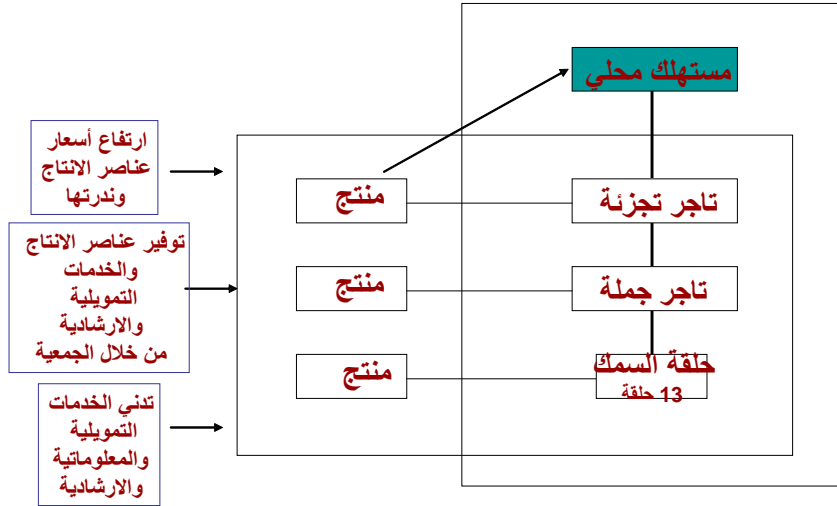 مستهلك محلي
ارتفاع أسعار
عناصر الانتاج
وندرتها
منتج
تاجر تجزئة
توفير عناصر الانتاج
والخدمات
التمويلية
والارشادية
من خلال الجمعية
منتج
تاجر جملة
منتج
حلقة السمك
13 حلقة
تدني الخدمات
التمويلية
والمعلوماتية
والارشادية